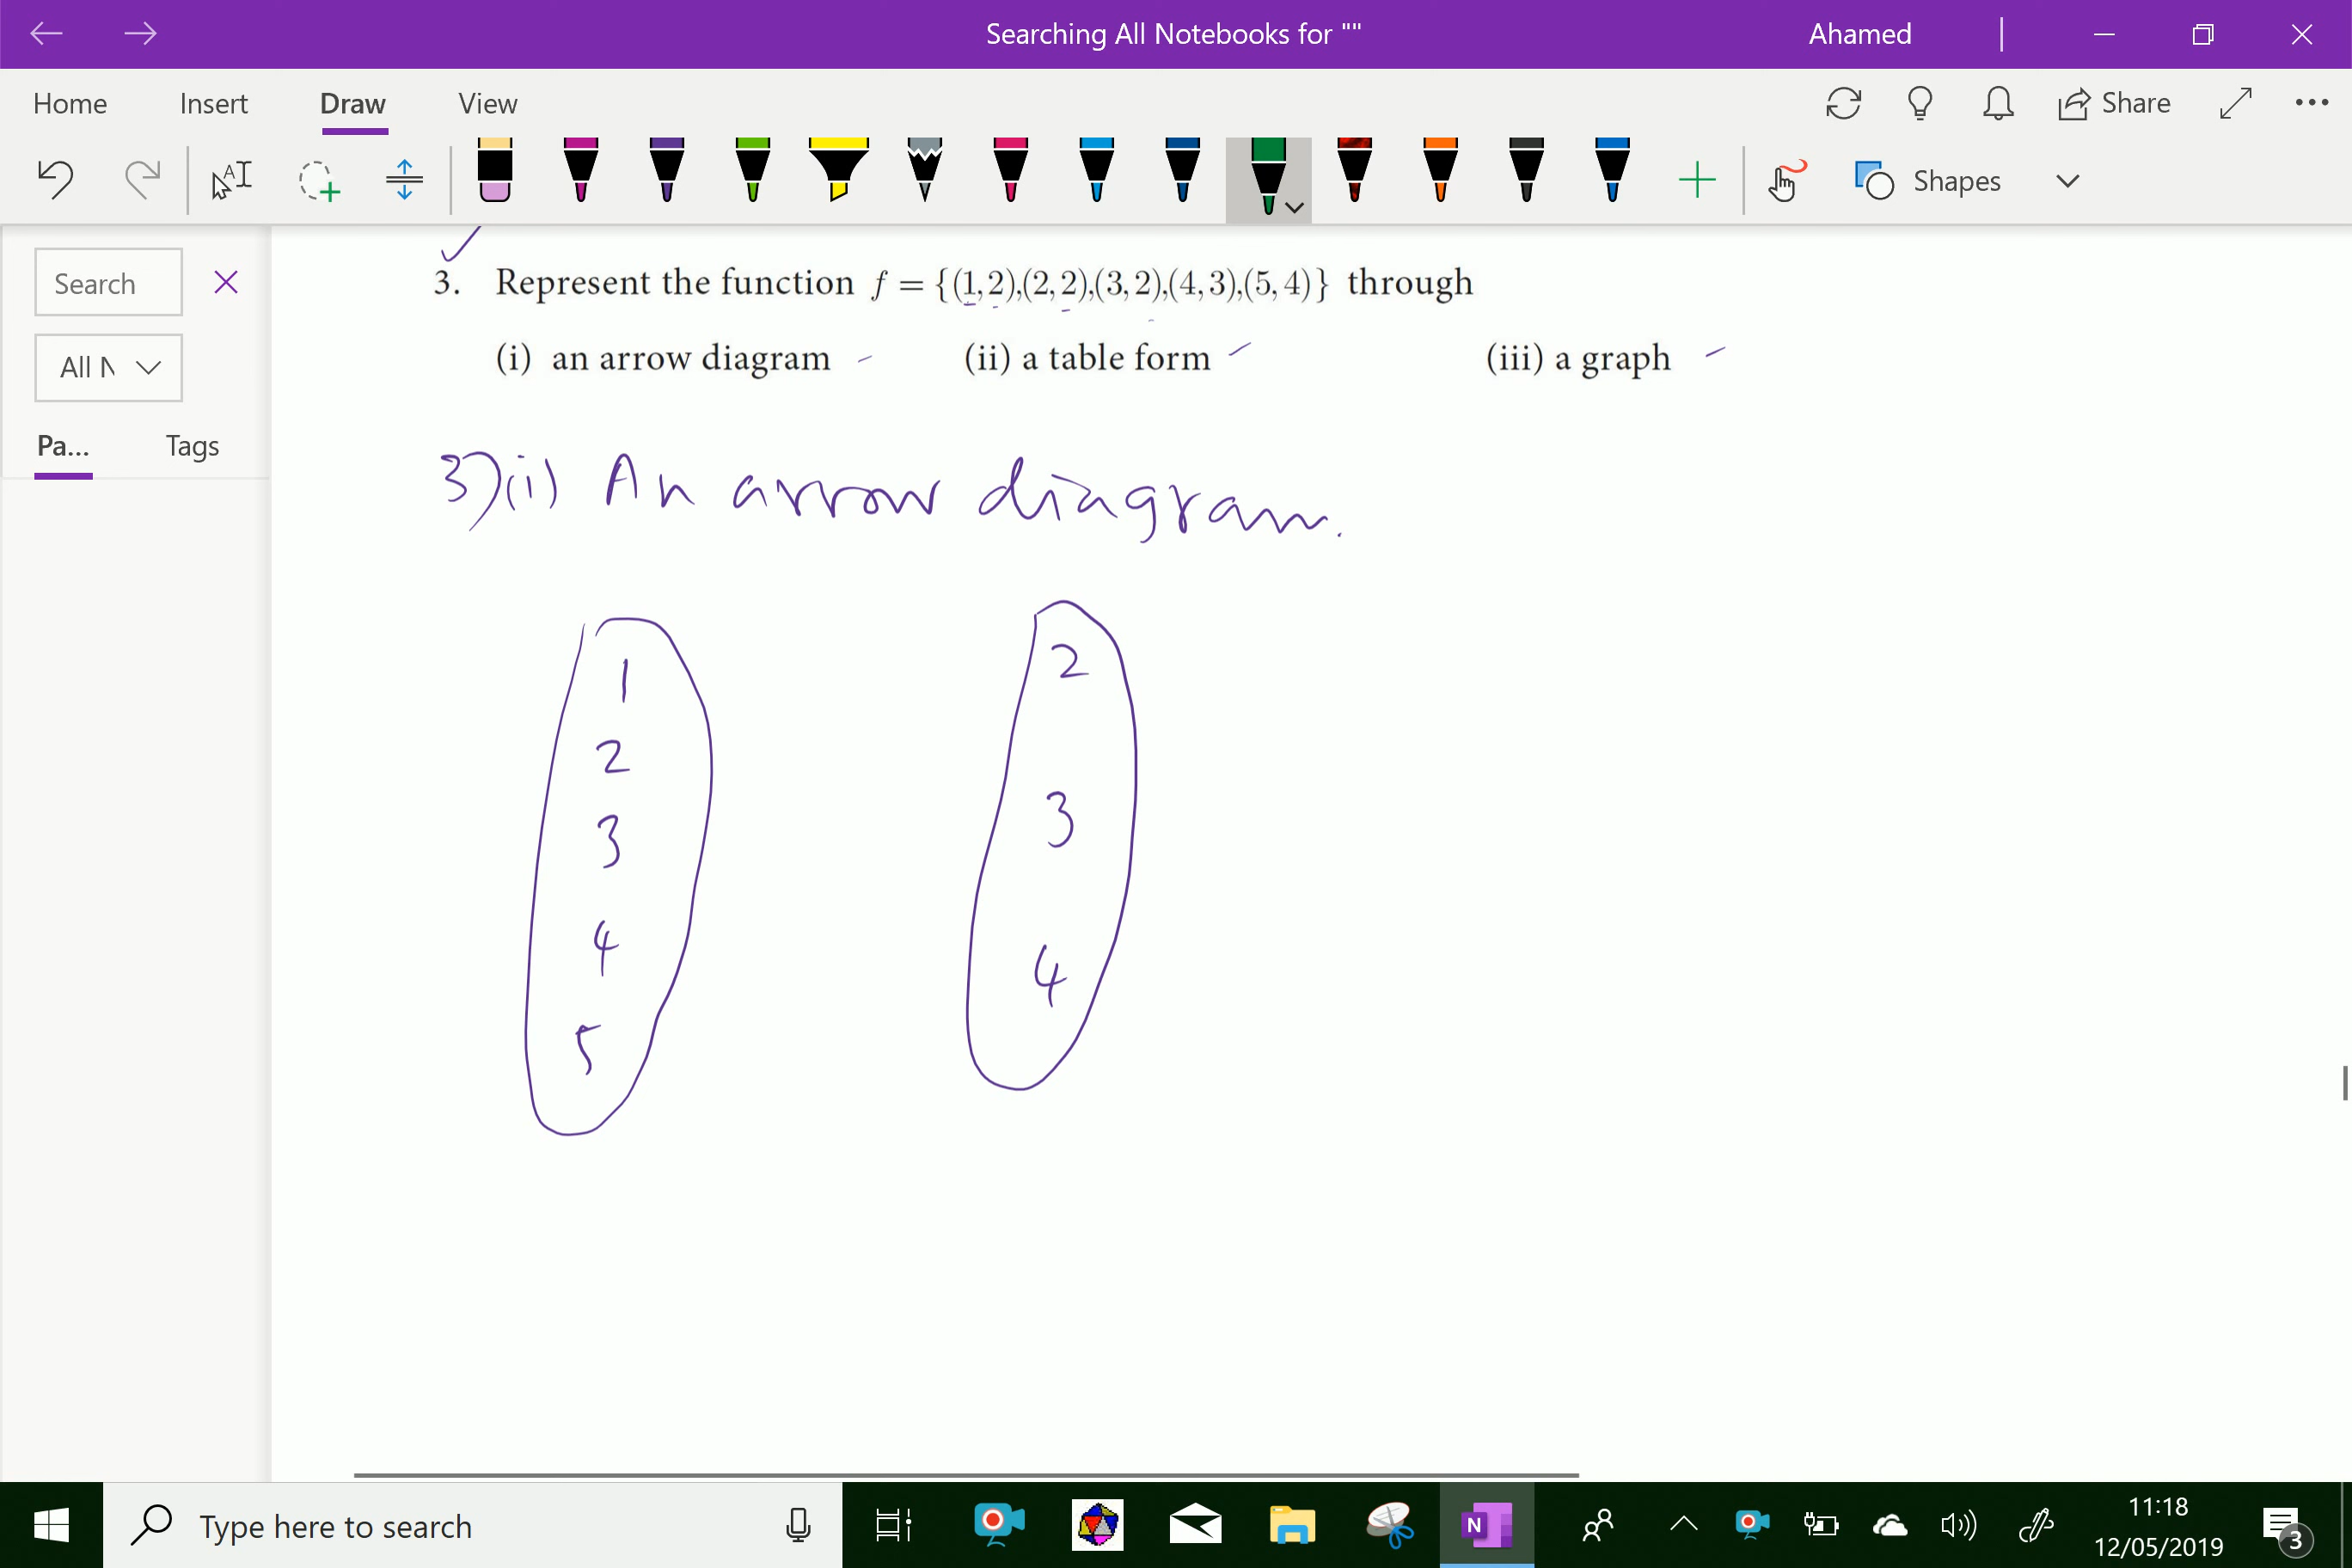 Searching All Notebooks for ""
Ahamed
Home Insert Draw View
Share
Shapes
Search
All N
Pa... Tags
3. Represent the function f = {(1,2),(2,2),(3,2),(4,3),(5,4)} through
(i) an arrow diagram (ii) a table form (iii) a graph
3)(i) An arrow diagram.
1
2
3
4
5
2
3
4
Type here to search
N
11:18
12/05/2019
3